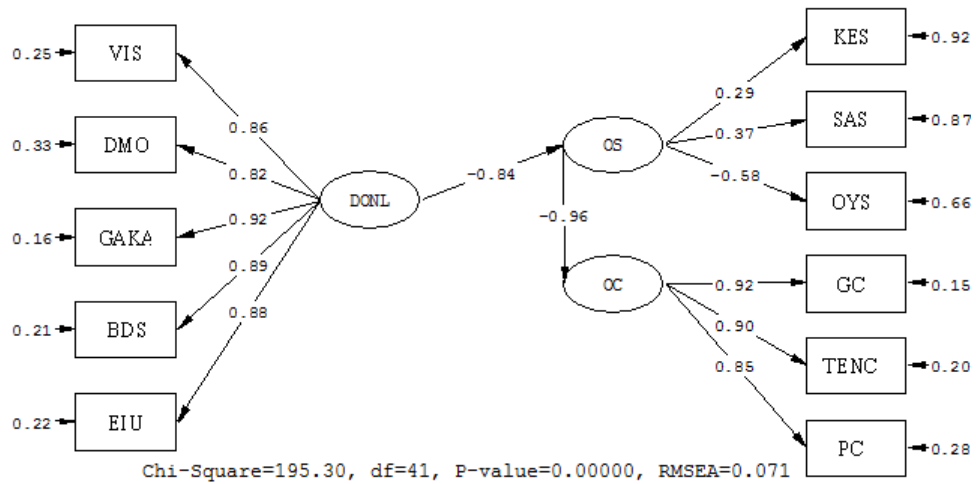 0.25 VIS
0.33 DMO
0.16 GAKA
0.21 BDS
0.22 EIU
0.86
0.82
0.92
0.89
0.88
DONL
-0.84
OS
-0.96
OC
0.29
0.37
-0.58
0.92
0.90
0.85
KES 0.92
SAS 0.87
OYS 0.66
GC 0.15
TENC 0.20
PC 0.28
Chi-Square=195.30, df=41, P-value=0.00000, RMSEA=0.071